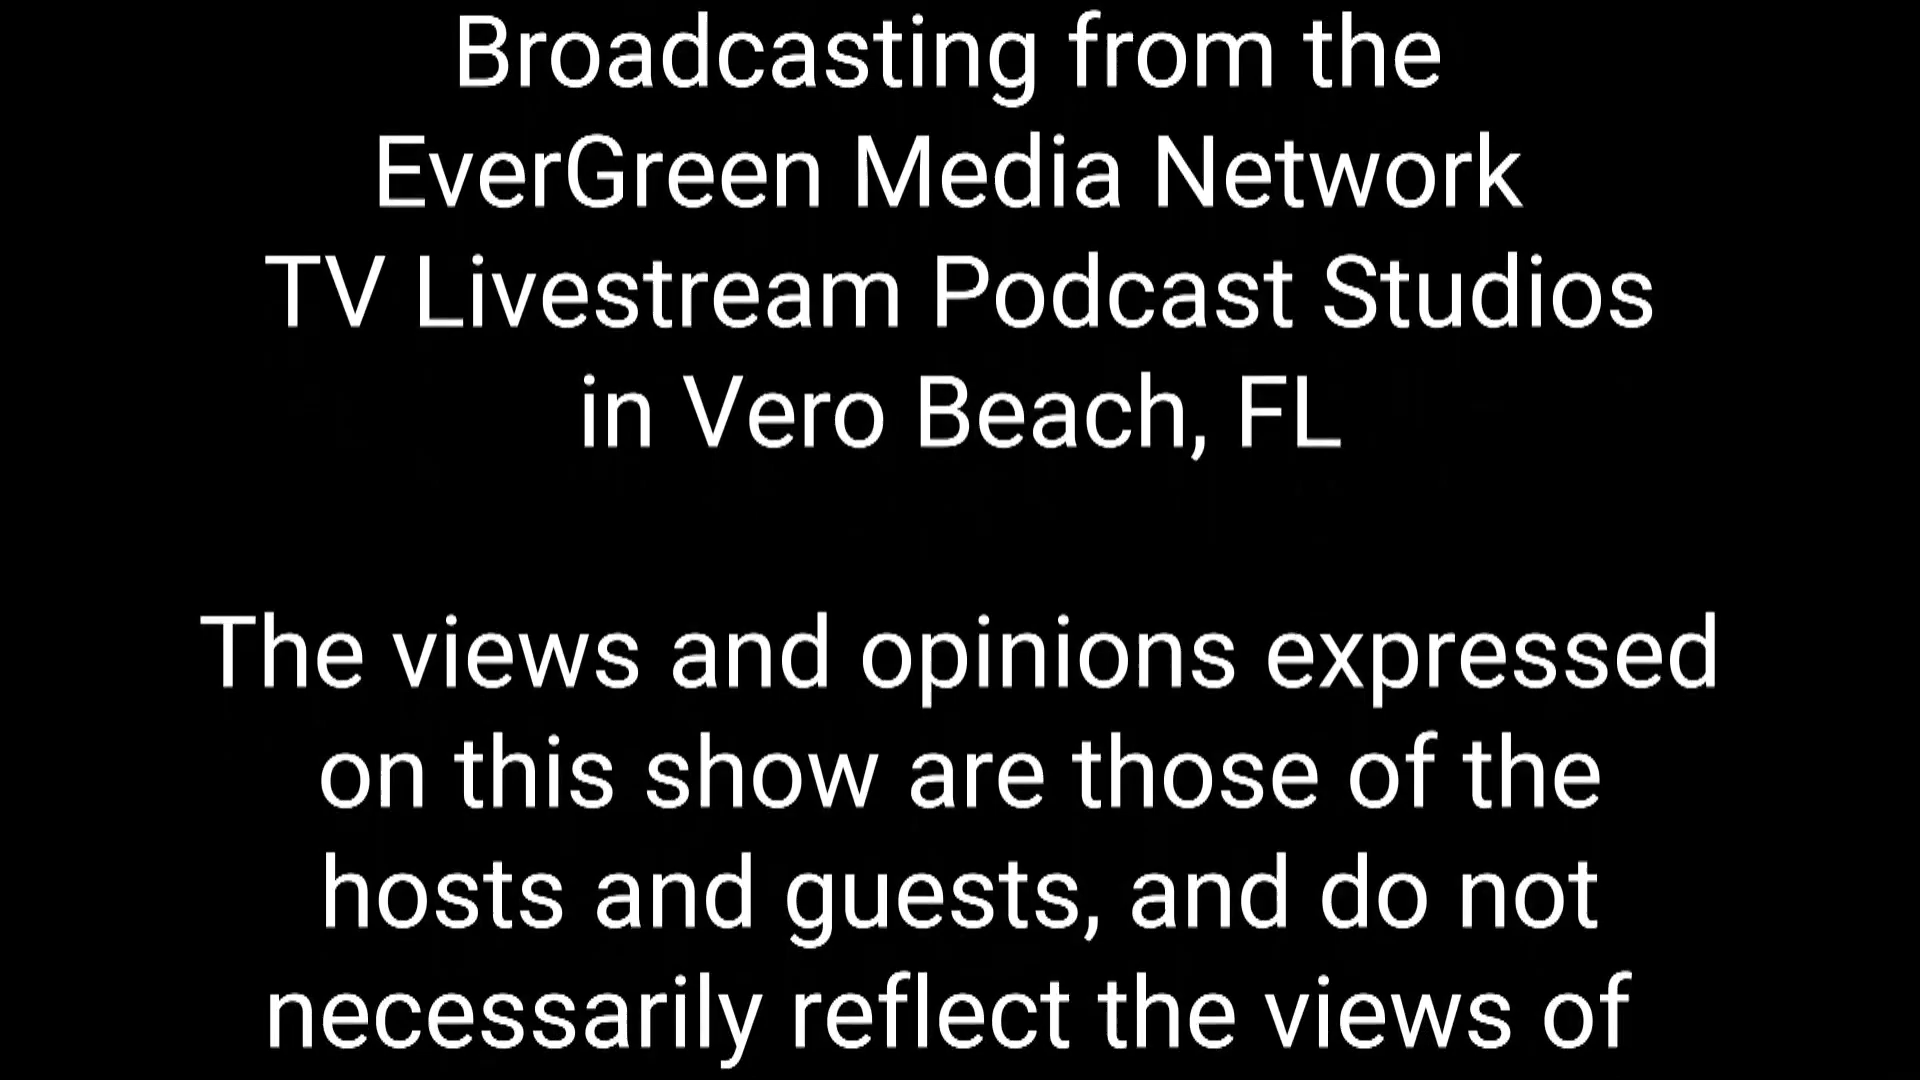 Broadcasting from the
EverGreen Media Network
TV Livestream Podcast Studios
in Vero Beach, FL
The views and opinions expressed
on this show are those of the
hosts and guests, and do not
necessarily reflect the views of